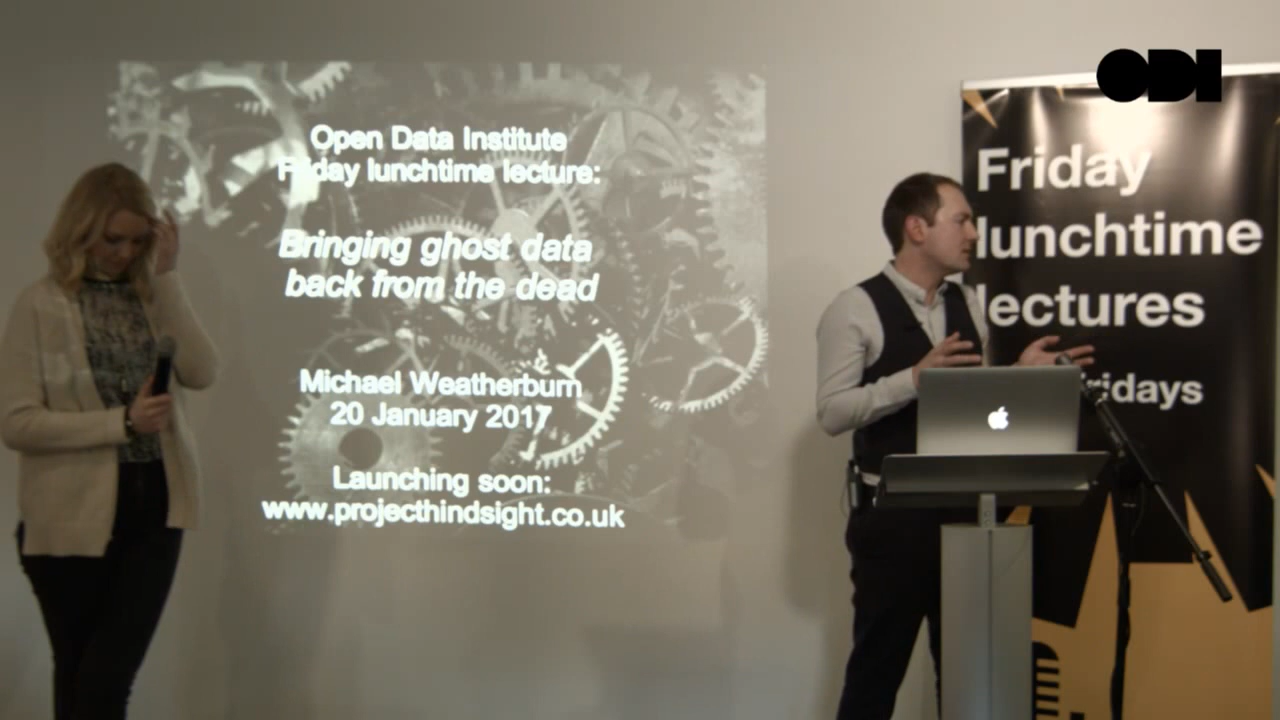 Open Data Institute
Friday lunchtime lecture:
Bringing ghost data
back from the dead
Michael Weatherburn
20 January 2017
Launching soon:
www.projecthindsight.co.uk
ODI
Friday
lunchtime
lectures
ridays